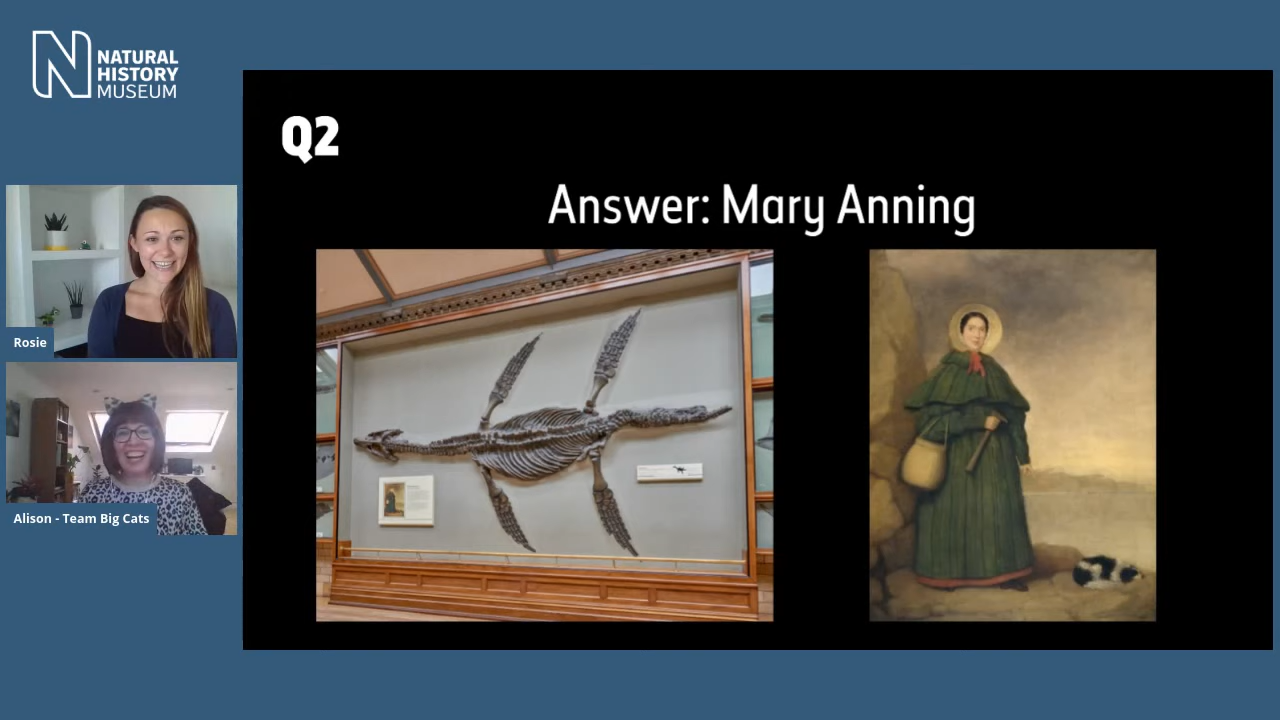 NATURAL
HISTORY
MUSEUM
Q2
Answer: Mary Anning
Rosie
Alison - Team Big Cats